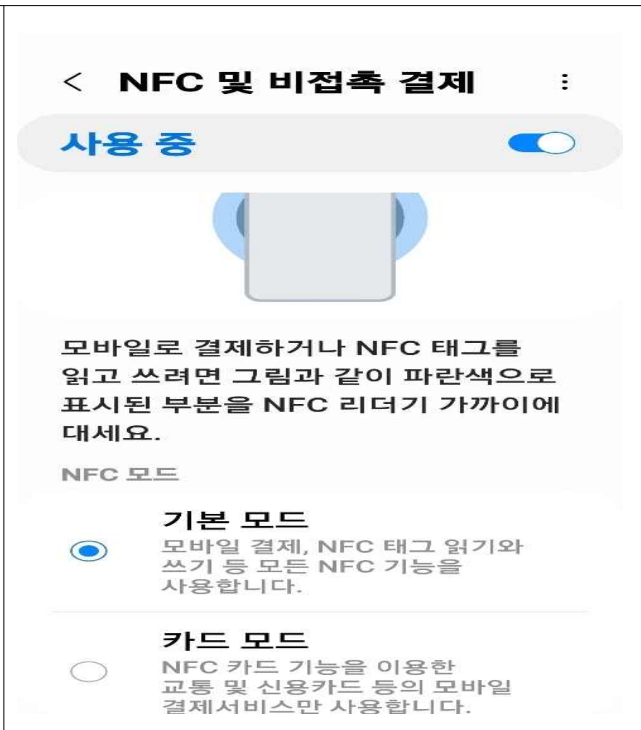 < NFC 및 비접촉 결제
사용 중
모바일로 결제하거나 NFC 태그를
읽고 쓰려면 그림과 같이 파란색으로
표시된 부분을 NFC 리더기 가까이에
대세요.
NFC 모드
기본 모드
모바일 결제, NFC 태그 읽기와
쓰기 등 모든 NFC 기능을
사용합니다.
카드 모드
NFC 카드 기능을 이용한
교통 및 신용카드 등의 모바일
결제서비스만 사용합니다.